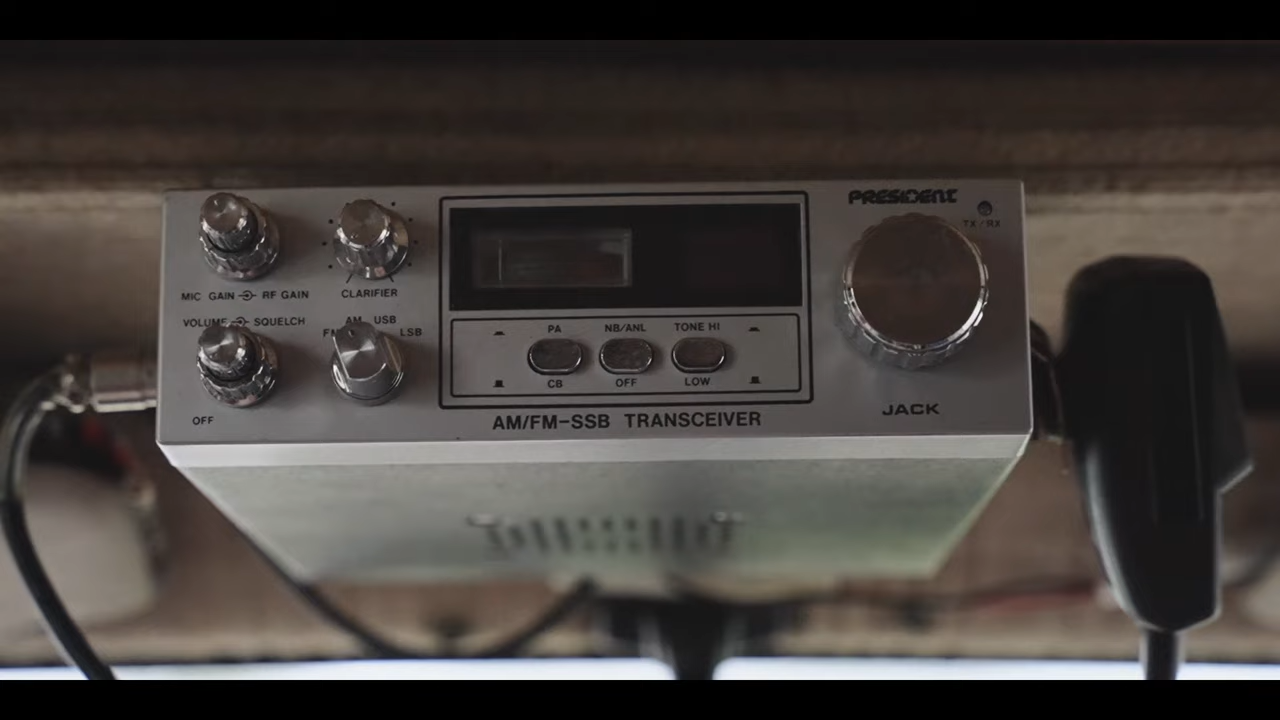 PRESIDENT
TX / RX
MIC GAIN RF GAIN
CLARIFIER
VOLUME SQUELCH
AM USB
FM LSB
OFF
PA NB/ANL TONE HI
CB OFF LOW
AM/FM-SSB TRANSCEIVER
JACK